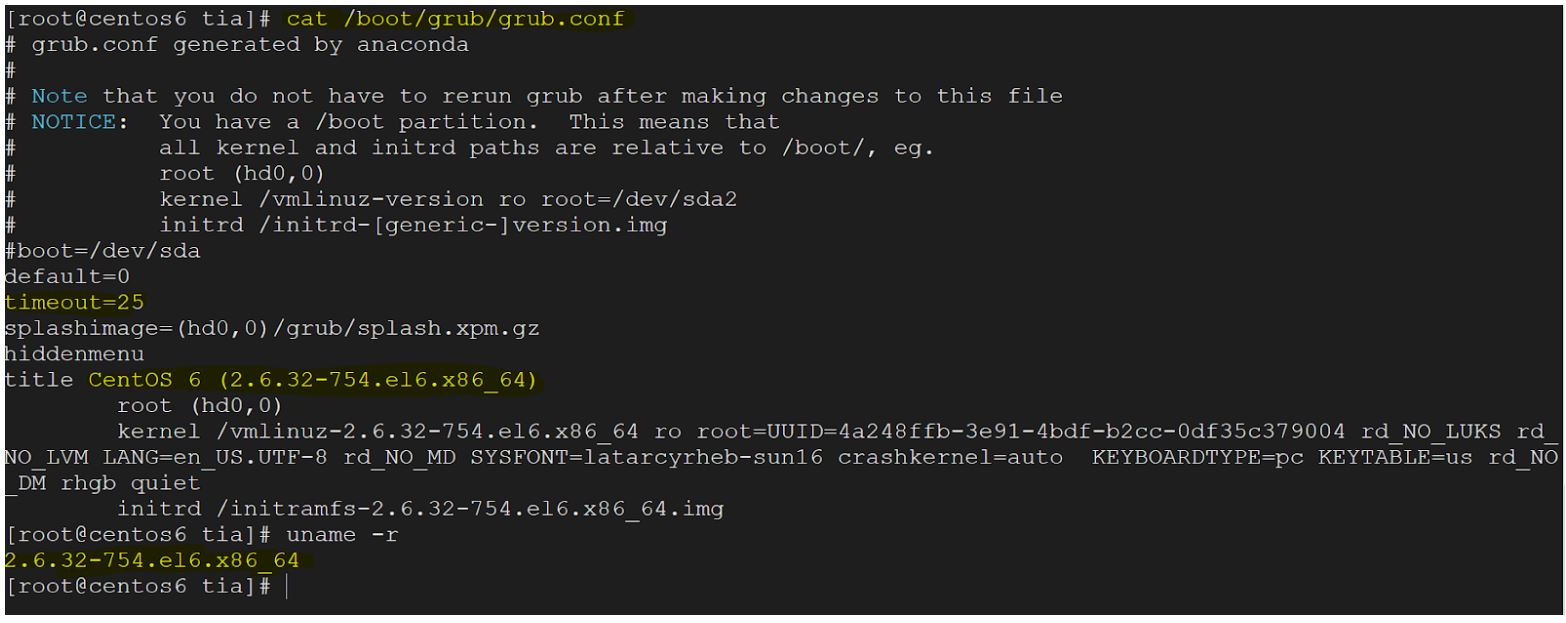 [root@centos6 tia]# cat /boot/grub/grub.conf
# grub.conf generated by anaconda
#
# Note that you do not have to rerun grub after making changes to this file
# NOTICE:  You have a /boot partition.  This means that
#          all kernel and initrd paths are relative to /boot/, eg.
#          root (hd0,0)
#          kernel /vmlinuz-version ro root=/dev/sda2
#          initrd /initrd-[generic-]version.img
#boot=/dev/sda
default=0
timeout=25
splashimage=(hd0,0)/grub/splash.xpm.gz
hiddenmenu
title CentOS 6 (2.6.32-754.el6.x86_64)
        root (hd0,0)
        kernel /vmlinuz-2.6.32-754.el6.x86_64 ro root=UUID=4a248ffb-3e91-4bdf-b2cc-0df35c379004 rd_NO_LUKS rd_
NO_LVM LANG=en_US.UTF-8 rd_NO_MD SYSFONT=latarcyrheb-sun16 crashkernel=auto  KEYBOARDTYPE=pc KEYTABLE=us rd_NO
_DM rhgb quiet
        initrd /initramfs-2.6.32-754.el6.x86_64.img
[root@centos6 tia]# uname -r
2.6.32-754.el6.x86_64
[root@centos6 tia]#